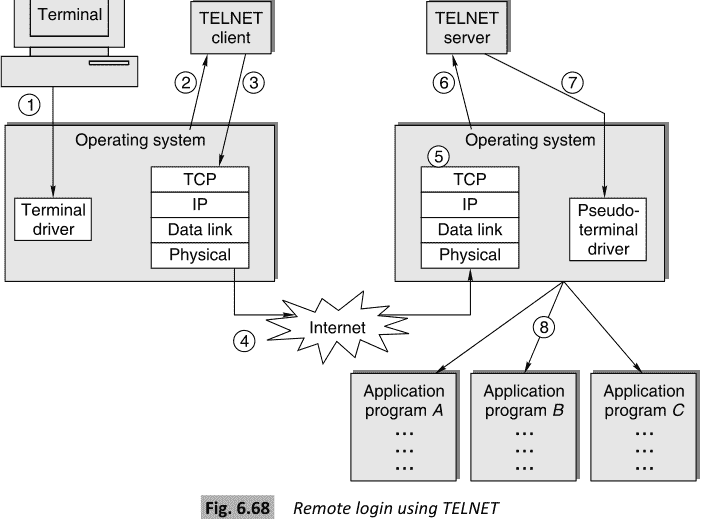 Terminal
TELNET
client
TELNET
server
2
3
6
7
1
Operating system
Operating system
5
TCP
IP
Data link
Physical
Terminal
driver
TCP
IP
Data link
Physical
Pseudo-
terminal
driver
4
Internet
8
Application
program A
...
...
Application
program B
...
...
Application
program C
...
...
Fig. 6.68 Remote login using TELNET